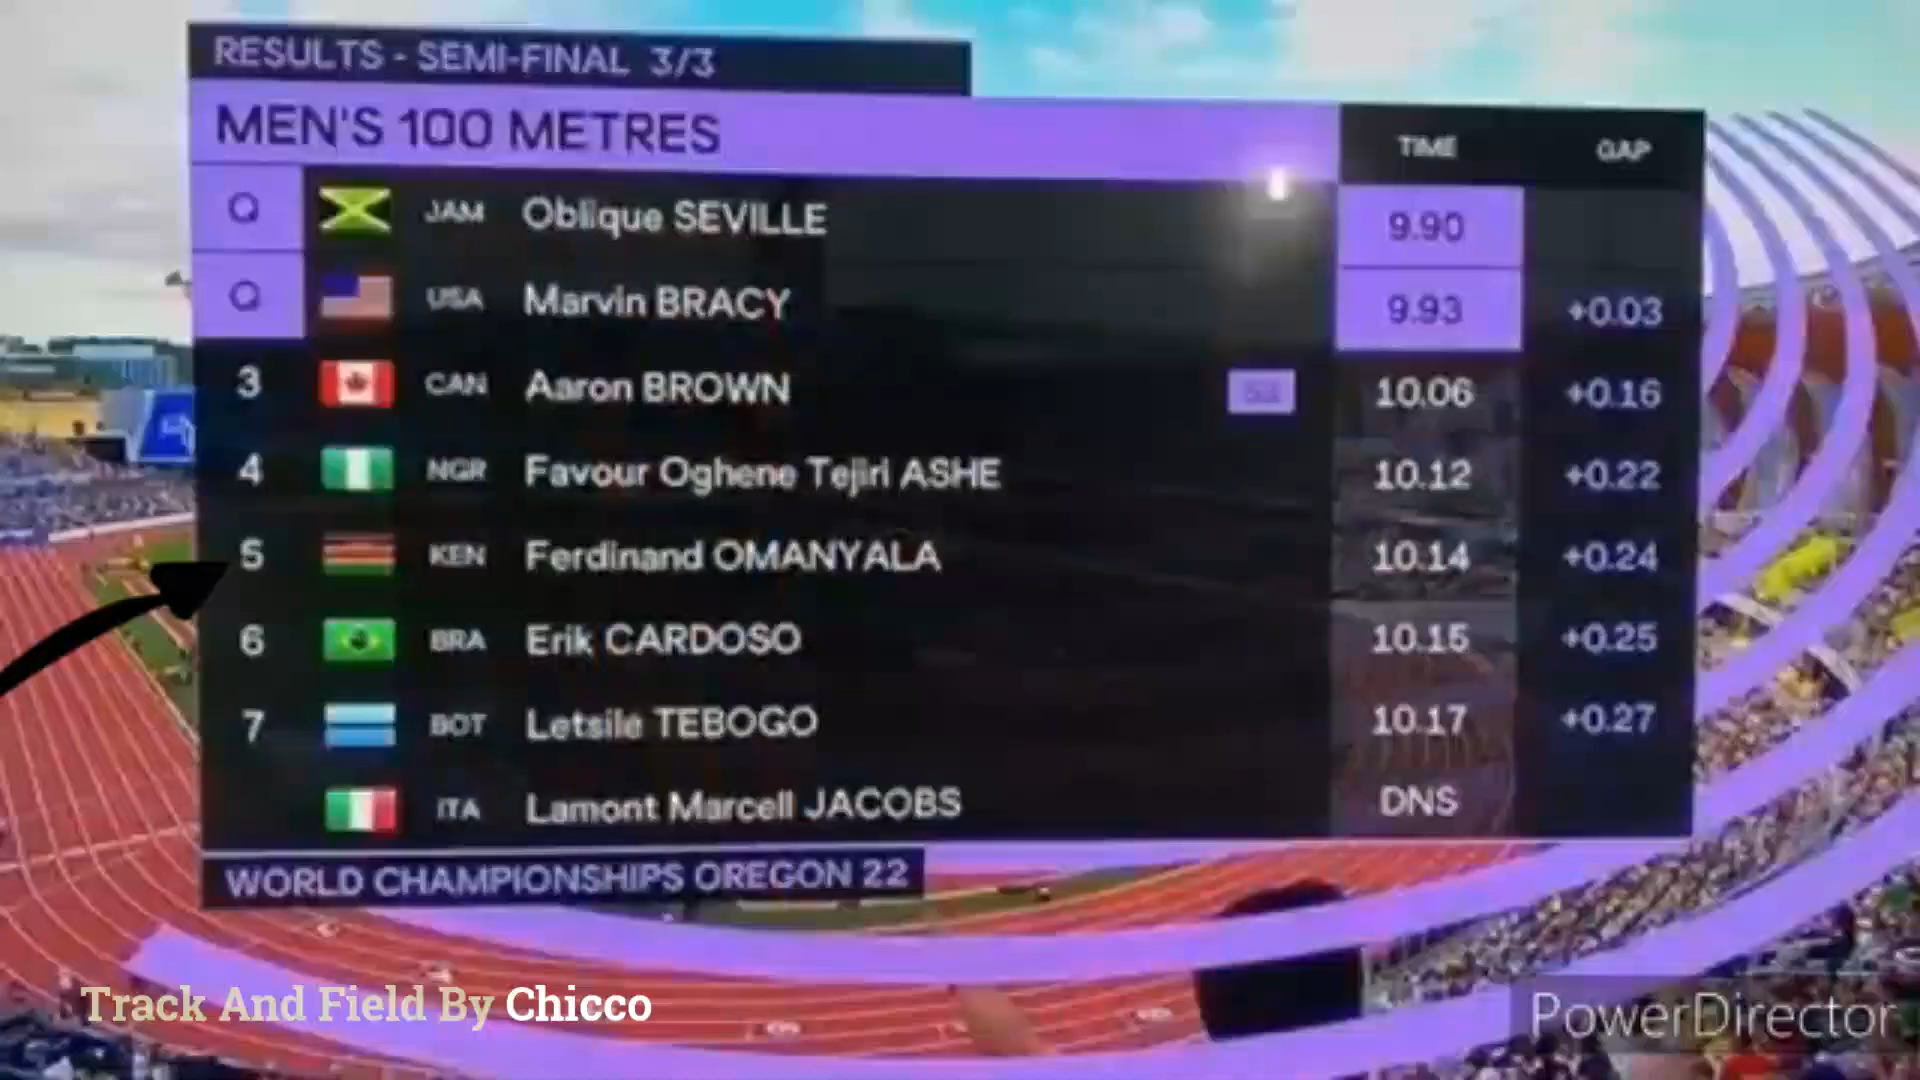 RESULTS - SEMI-FINAL 3/3
MEN'S 100 METRES TIME GAP
Q JAM Oblique SEVILLE 9.90
Q USA Marvin BRACY 9.93 +0.03
3 CAN Aaron BROWN 10.06 +0.16
4 NGR Favour Oghene Tejiri ASHE 10.12 +0.22
5 KEN Ferdinand OMANYALA 10.14 +0.24
6 BRA Erik CARDOSO 10.15 +0.25
7 BOT Letsile TEBOGO 10.17 +0.27
ITA Lamont Marcell JACOBS DNS
WORLD CHAMPIONSHIPS OREGON 22
Track And Field By Chicco
PowerDirector